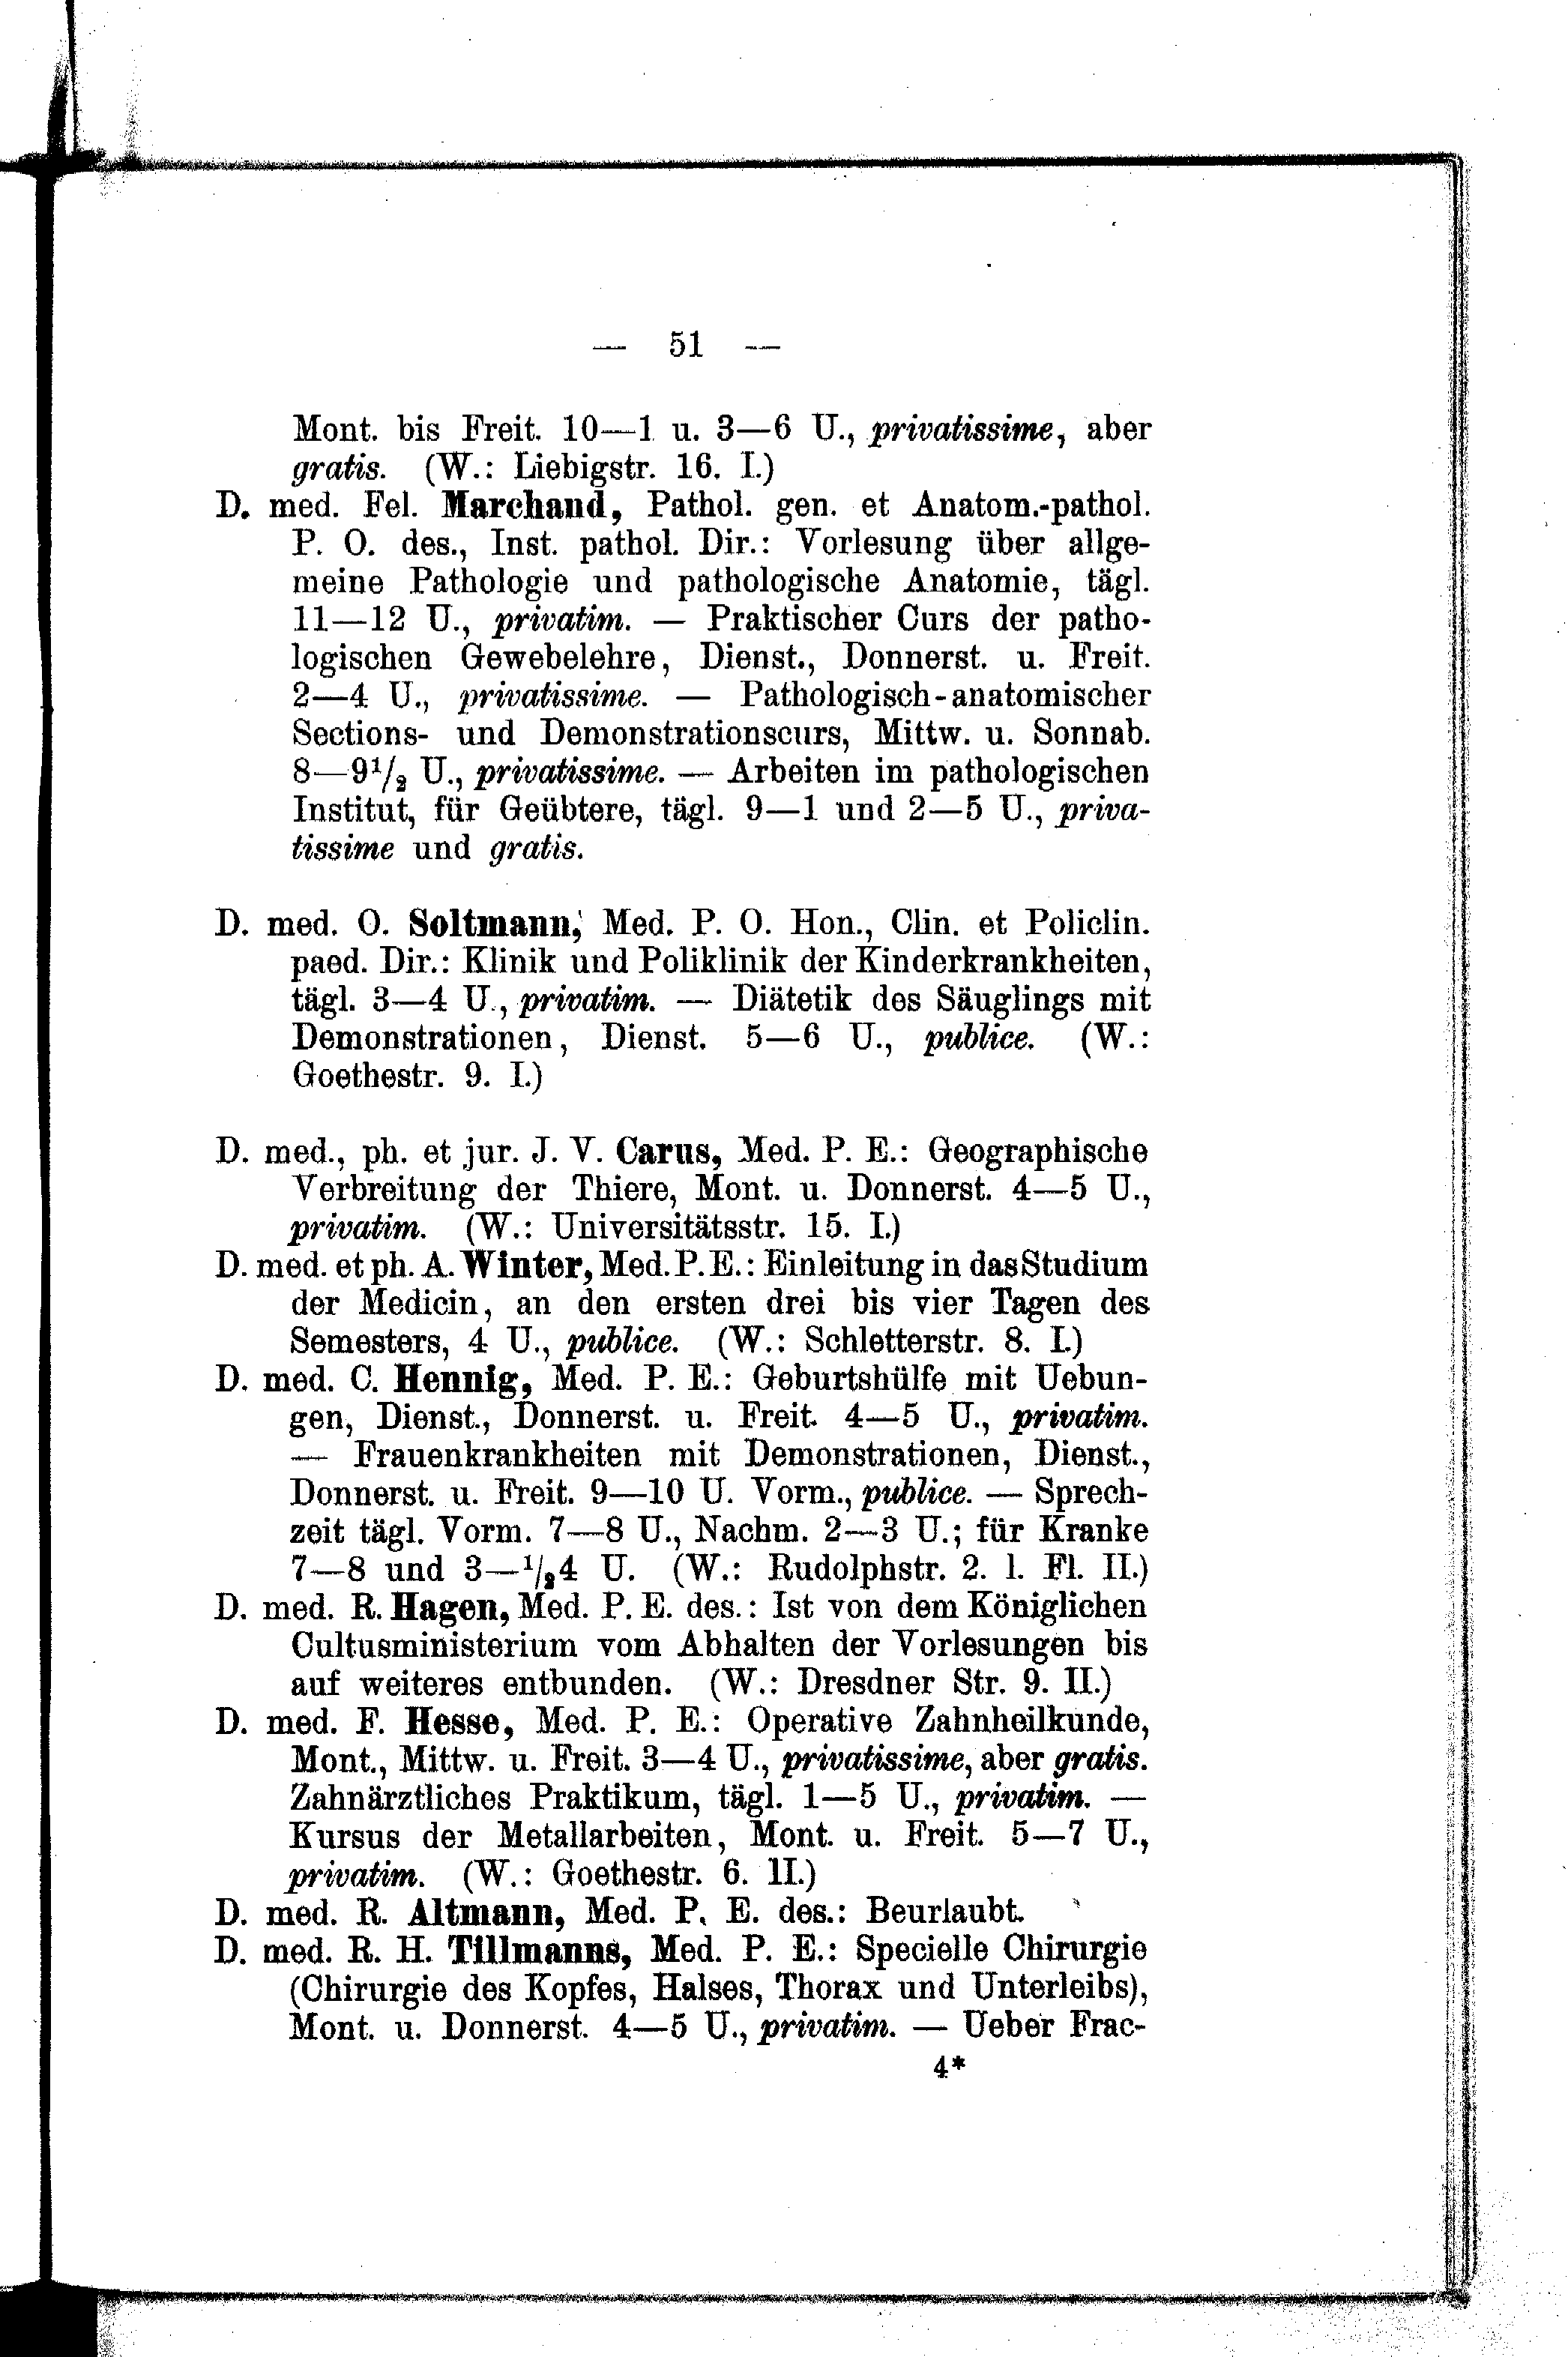 — 51 —
Mont. bis Freit. 10—1 u. 3—6 U., privatissime, aber
gratis. (W.: Liebigstr. 16. I.)
D. med. Fel. Marchand, Pathol. gen. et Anatom.-pathol.
P. O. des., Inst. pathol. Dir.: Vorlesung über allge-
meine Pathologie und pathologische Anatomie, tägl.
11—12 U., privatim. — Praktischer Curs der patho-
logischen Gewebelehre, Dienst., Donnerst. u. Freit.
2—4 U., privatissime. — Pathologisch-anatomischer
Sections- und Demonstrationscurs, Mittw. u. Sonnab.
8—9¹/₂ U., privatissime. — Arbeiten im pathologischen
Institut, für Geübtere, tägl. 9—1 und 2—5 U., priva-
tissime und gratis.
D. med. O. Soltmann, Med. P. O. Hon., Clin. et Policlin.
paed. Dir.: Klinik und Poliklinik der Kinderkrankheiten,
tägl. 3—4 U., privatim. — Diätetik des Säuglings mit
Demonstrationen, Dienst. 5—6 U., publice. (W.:
Goethestr. 9. I.)
D. med., ph. et jur. J. V. Carus, Med. P. E.: Geographische
Verbreitung der Thiere, Mont. u. Donnerst. 4—5 U.,
privatim. (W.: Universitätsstr. 15. I.)
D. med. et ph. A. Winter, Med. P. E.: Einleitung in das Studium
der Medicin, an den ersten drei bis vier Tagen des
Semesters, 4 U., publice. (W.: Schletterstr. 8. I.)
D. med. C. Hennig, Med. P. E.: Geburtshülfe mit Uebun-
gen, Dienst., Donnerst. u. Freit. 4—5 U., privatim.
— Frauenkrankheiten mit Demonstrationen, Dienst.,
Donnerst. u. Freit. 9—10 U. Vorm., publice. — Sprech-
zeit tägl. Vorm. 7—8 U., Nachm. 2—3 U.; für Kranke
7—8 und 3—¹/₂4 U. (W.: Rudolphstr. 2. l. Fl. II.)
D. med. R. Hagen, Med. P. E. des.: Ist von dem Königlichen
Cultusministerium vom Abhalten der Vorlesungen bis
auf weiteres entbunden. (W.: Dresdner Str. 9. II.)
D. med. F. Hesse, Med. P. E.: Operative Zahnheilkunde,
Mont., Mittw. u. Freit. 3—4 U., privatissime, aber gratis.
Zahnärztliches Praktikum, tägl. 1—5 U., privatim. —
Kursus der Metallarbeiten, Mont. u. Freit. 5—7 U.,
privatim. (W.: Goethestr. 6. II.)
D. med. R. Altmann, Med. P. E. des.: Beurlaubt.
D. med. R. H. Tillmanns, Med. P. E.: Specielle Chirurgie
(Chirurgie des Kopfes, Halses, Thorax und Unterleibs),
Mont. u. Donnerst. 4—5 U., privatim. — Ueber Frac-
4*